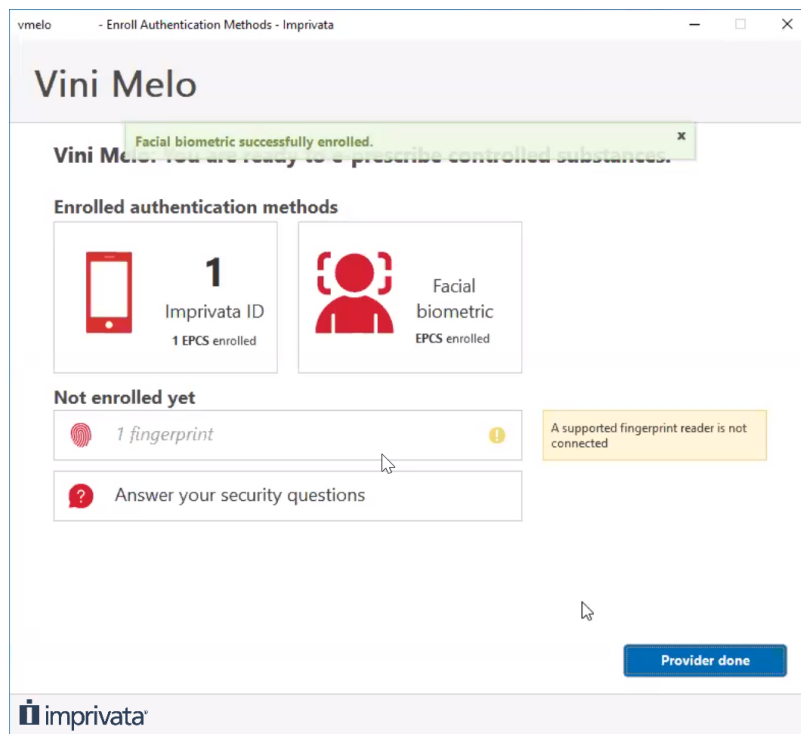 vmelo - Enroll Authentication Methods - Imprivata
Vini Melo
Facial biometric successfully enrolled. x
Vini Melo: You are ready to e-prescribe controlled substances.
Enrolled authentication methods
1
Imprivata ID
1 EPCS enrolled
Facial
biometric
EPCS enrolled
Not enrolled yet
1 fingerprint
A supported fingerprint reader is not
connected
Answer your security questions
Provider done
imprivata